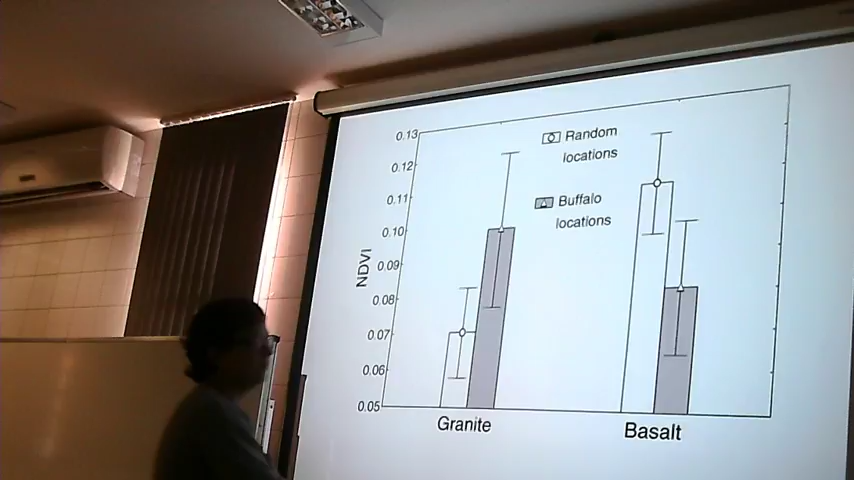 0.13
0.12
0.11
0.10
0.09
0.08
0.07
0.06
0.05
NDVI
Random
locations
Buffalo
locations
Granite
Basalt